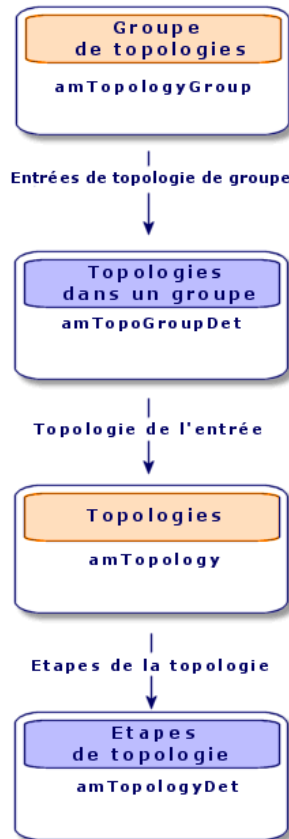 Groupe
de topologies
amTopologyGroup
Entrées de topologie de groupe
Topologies
dans un groupe
amTopoGroupDet
Topologie de l'entrée
Topologies
amTopology
Etapes de la topologie
Etapes
de topologie
amTopologyDet